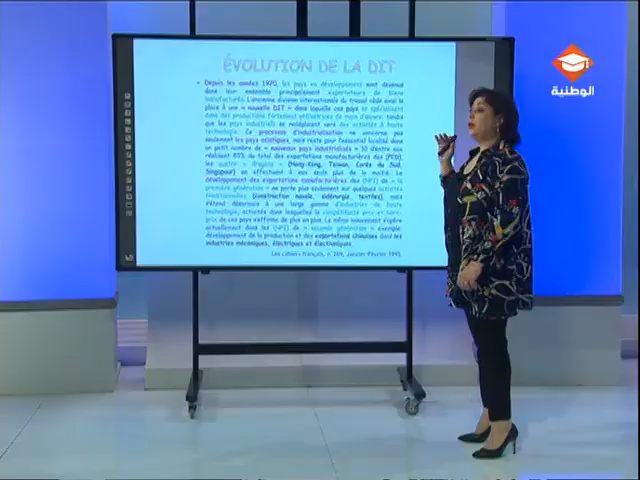 ÉVOLUTION DE LA DIT
• Depuis les années 1970, les pays en développement sont devenus
dans leur ensemble principalement exportateurs de biens
manufacturés. L'ancienne division internationale du travail cède ainsi la
place à une « nouvelle DIT » dans laquelle ces pays se spécialisent
dans des productions fortement utilisatrices de main d'œuvre, tandis
que les pays industriels se redéploient vers des activités à haute
technologie. Ce processus d'industrialisation ne concerne pas
seulement les pays asiatiques, mais reste pour l'essentiel localisé dans
un petit nombre de « nouveaux pays industrialisés » 10 d'entre eux
réalisent 85% du total des exportations manufacturières des (PED),
les quatre « dragons » (Hong-Kong, Taïwan, Corée du Sud,
Singapour) en effectuent à eux seuls plus de la moitié. Le
développement des exportations manufacturières des (NPI) de « la
première génération » ne porte plus seulement sur quelques activités
traditionnelles (construction navale, sidérurgie, textiles), mais
s'étend désormais à une large gamme d'industries de haute
technologie, activités dans lesquelles la compétitivité prix et hors-
prix de ces pays s'affirme de plus en plus. Le même mouvement s'opère
actuellement dans les (NPI) de « seconde génération » exemple:
développement de la production et des exportations chinoises dans les
industries mécaniques, électriques et électroniques.
Les cahiers français, n°269, Janvier-Février 1995.
الوطنية